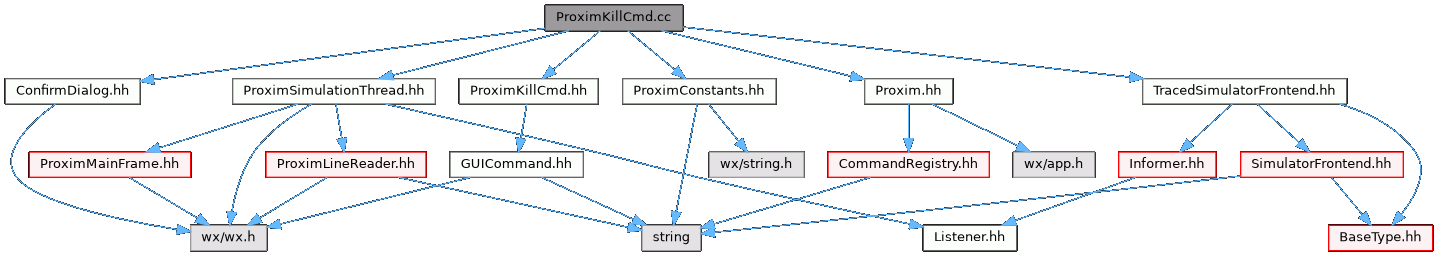 ProximKillCmd.cc
ConfirmDialog.hh
ProximSimulationThread.hh
ProximKillCmd.hh
ProximConstants.hh
Proxim.hh
TracedSimulatorFrontend.hh
ProximMainFrame.hh
ProximLineReader.hh
GUICommand.hh
wx/string.h
CommandRegistry.hh
wx/app.h
Informer.hh
SimulatorFrontend.hh
wx/wx.h
string
Listener.hh
BaseType.hh